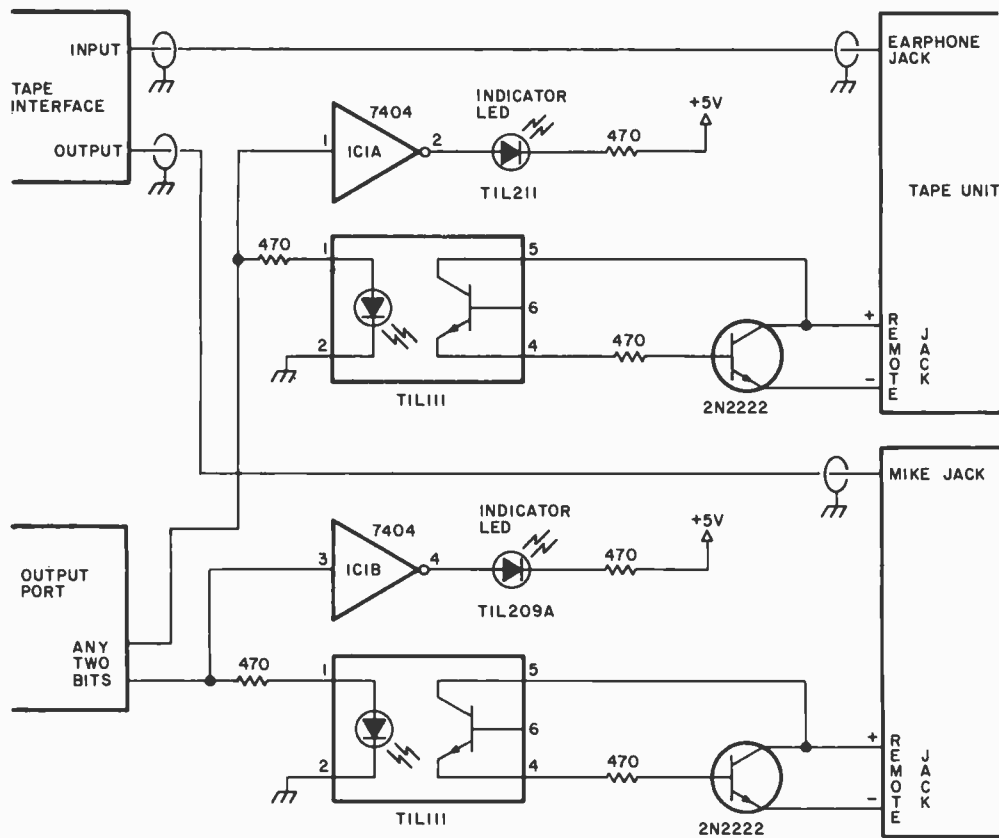 INPUT
TAPE
INTERFACE
OUTPUT
EARPHONE
JACK
7404
1
IC1A
2
INDICATOR
LED
TIL211
470
+5V
TAPE UNIT
470
1
2
5
6
4
TIL111
470
2N2222
+
-
REMOTE
JACK
MIKE JACK
OUTPUT
PORT
ANY
TWO
BITS
7404
3
IC1B
4
INDICATOR
LED
TIL209A
470
+5V
470
1
2
5
6
4
TIL111
470
2N2222
+
-
REMOTE
JACK